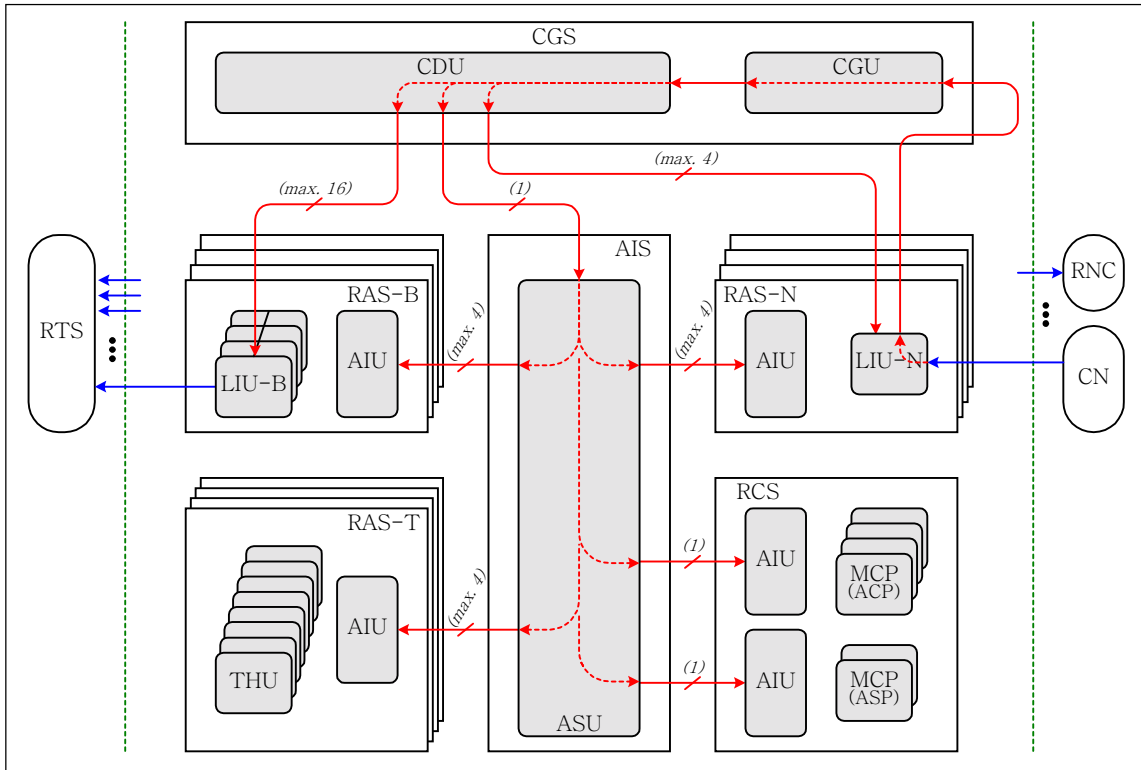 CGS
CDU
CGU
(max. 4)
(max. 16)
(1)
AIS
RNC
RAS-B
RAS-N
RTS
(max. 4)
(max. 4)
AIU
AIU
LIU-N
LIU-B
CN
RCS
RAS-T
(1)
AIU
MCP
(ACP)
(max. 4)
AIU
THU
(1)
AIU
MCP
(ASP)
ASU